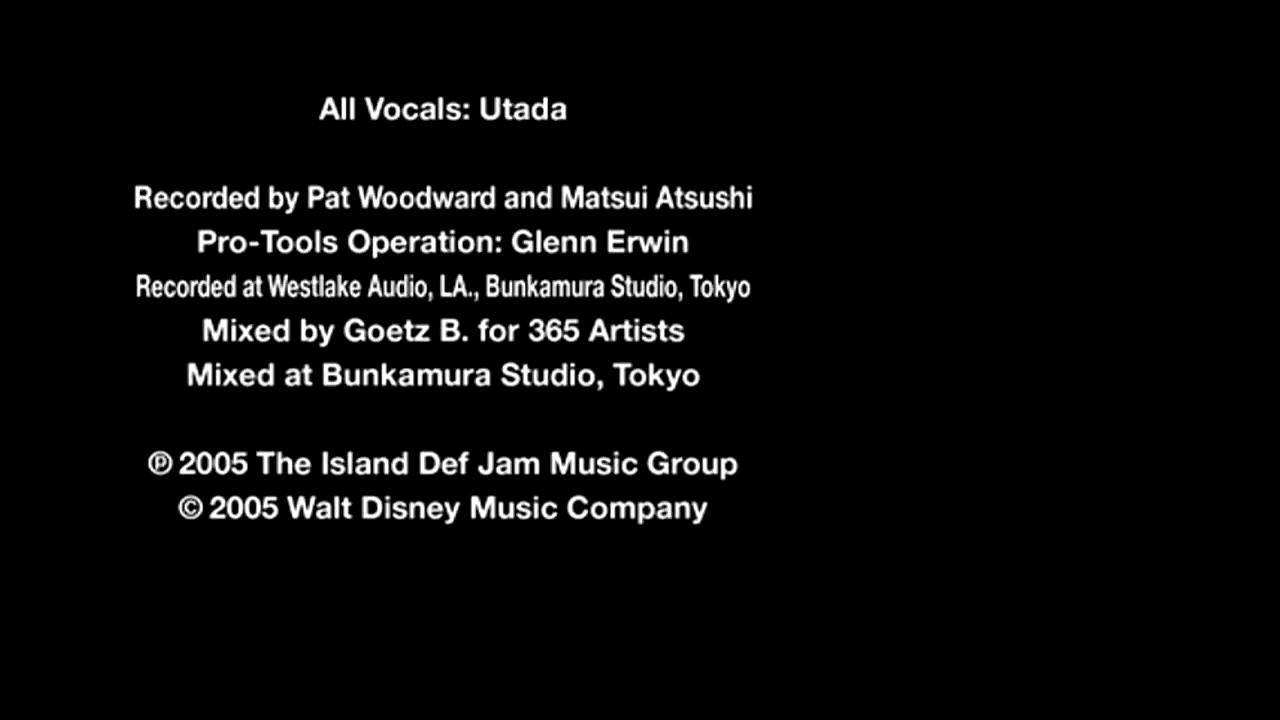 All Vocals: Utada
Recorded by Pat Woodward and Matsui Atsushi
Pro-Tools Operation: Glenn Erwin
Recorded at Westlake Audio, LA., Bunkamura Studio, Tokyo
Mixed by Goetz B. for 365 Artists
Mixed at Bunkamura Studio, Tokyo
℗ 2005 The Island Def Jam Music Group
© 2005 Walt Disney Music Company